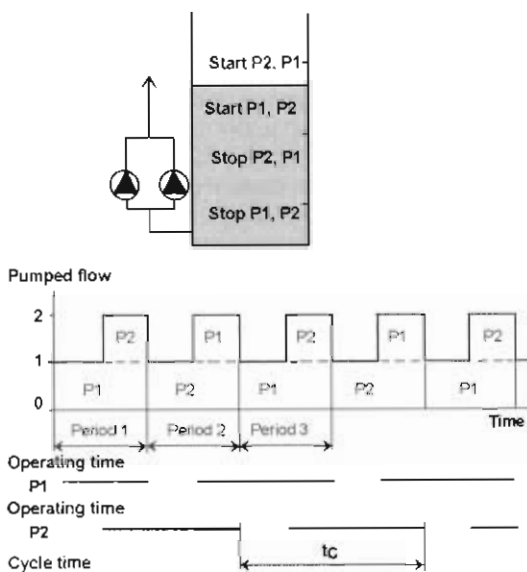 Start P2, P1
Start P1, P2
Stop P2, P1
Stop P1, P2
Pumped flow
2
P2 P1 P2 P1 P2
1
P1 P2 P1 P2 P1
0
Time
Period 1 Period 2 Period 3
Operating time
P1
Operating time
P2
tc
Cycle time